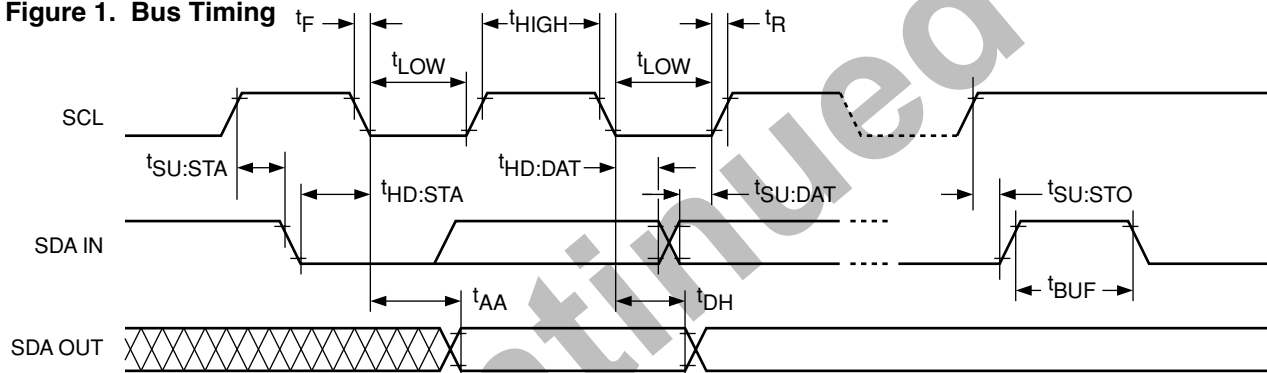 Figure 1. Bus Timing
tF
tHIGH
tR
tLOW
tLOW
SCL
tSU:STA
tHD:STA
tHD:DAT
tSU:DAT
tSU:STO
SDA IN
tBUF
tAA
tDH
SDA OUT
tinued